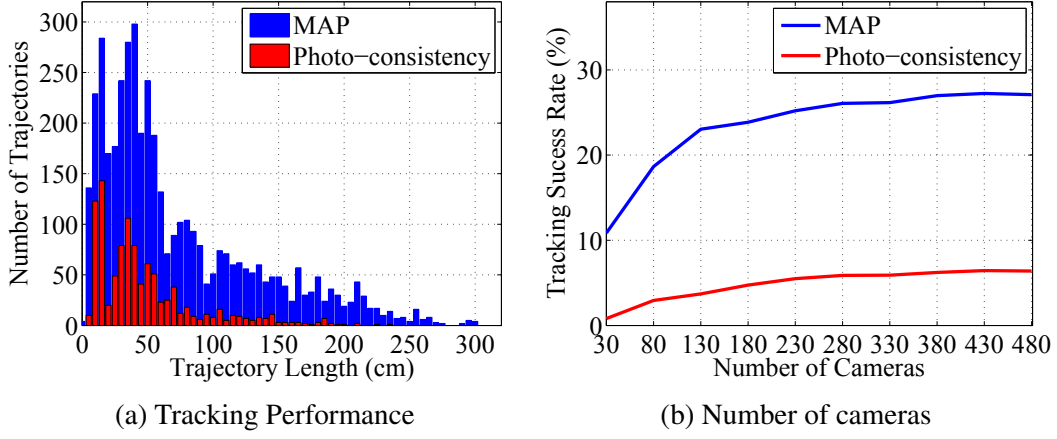 MAP
Photo−consistency
300
250
200
150
100
50
0
Number of Trajectories
0 50 100 150 200 250 300
Trajectory Length (cm)
(a) Tracking Performance
MAP
Photo−consistency
30
20
10
0
Tracking Sucess Rate (%)
30 80 130 180 230 280 330 380 430 480
Number of Cameras
(b) Number of cameras